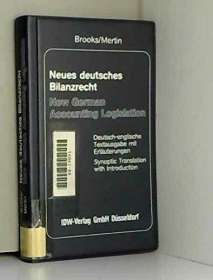 Brooks/Mertin
Neues deutsches
Bilanzrecht
New German
Accounting Legislation
Deutsch-englische
Textausgabe mit
Erläuterungen
Synoptic Translation
with Introduction
IDW-Verlag GmbH Düsseldorf